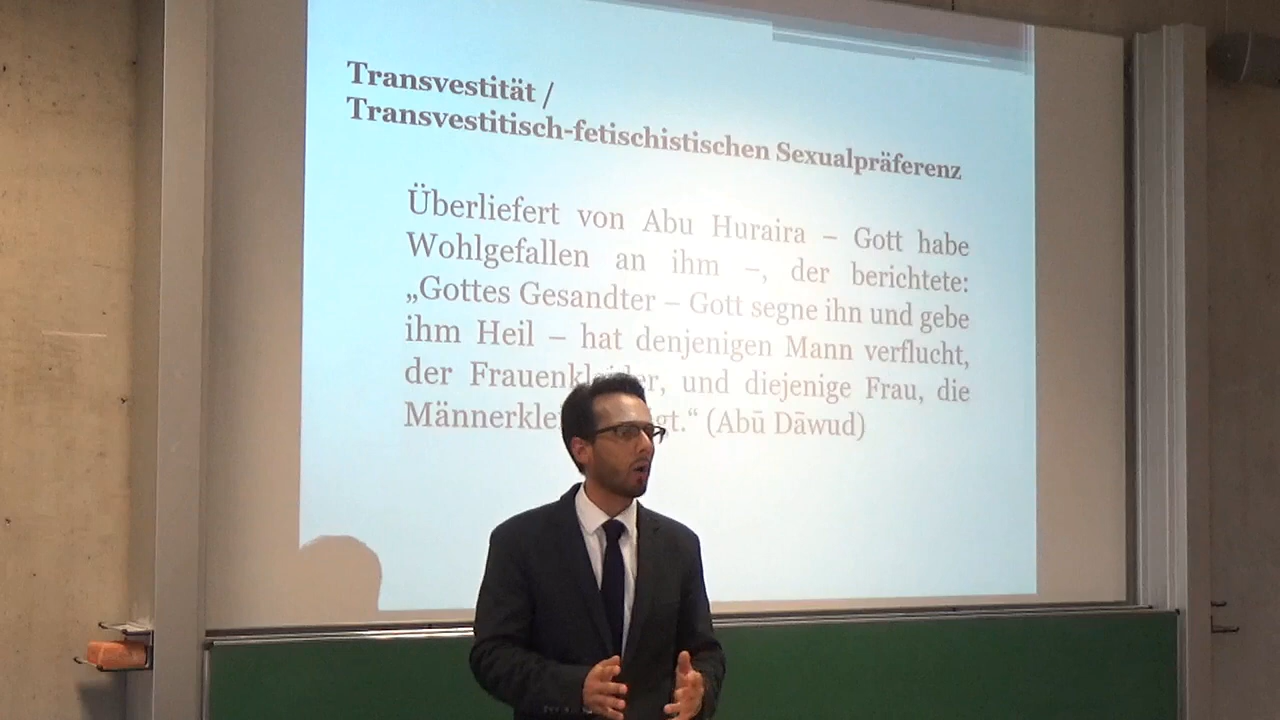 Transvestität /
Transvestitisch-fetischistischen Sexualpräferenz
Überliefert von Abu Huraira – Gott habe
Wohlgefallen an ihm –, der berichtete:
„Gottes Gesandter – Gott segne ihn und gebe
ihm Heil – hat denjenigen Mann verflucht,
der Frauenkleider, und diejenige Frau, die
(Abū Dāwud)